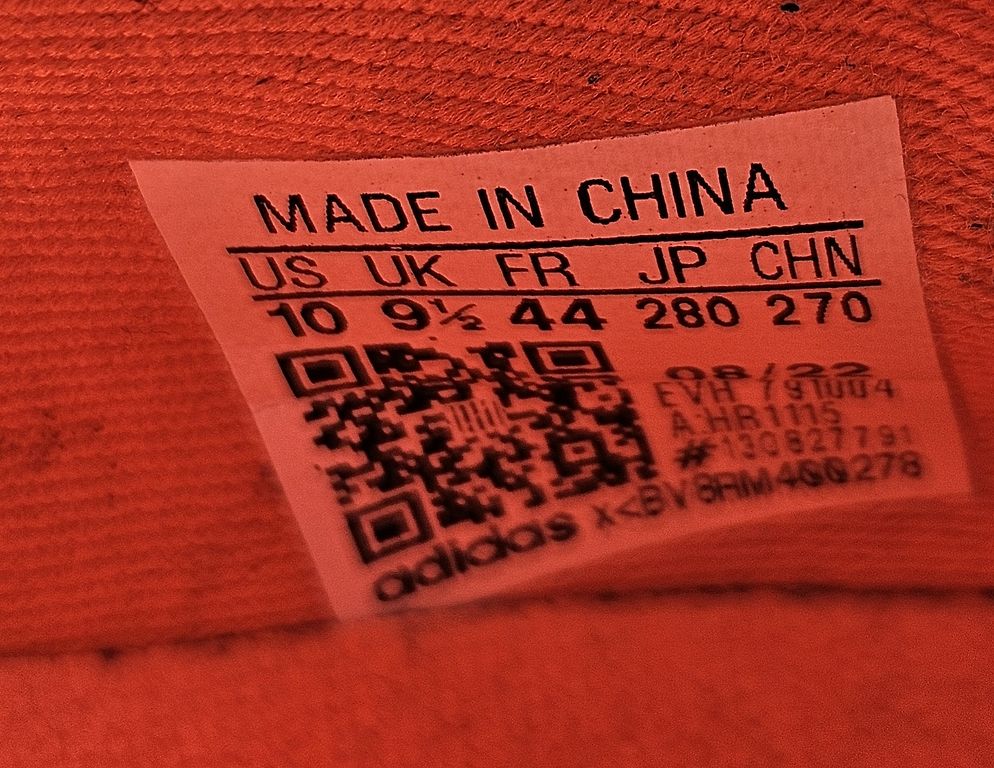 MADE IN CHINA
US UK FR JP CHN
10 9½ 44 280 270
08/22
EVH 791004
A:HR1115
#130827791
adidas